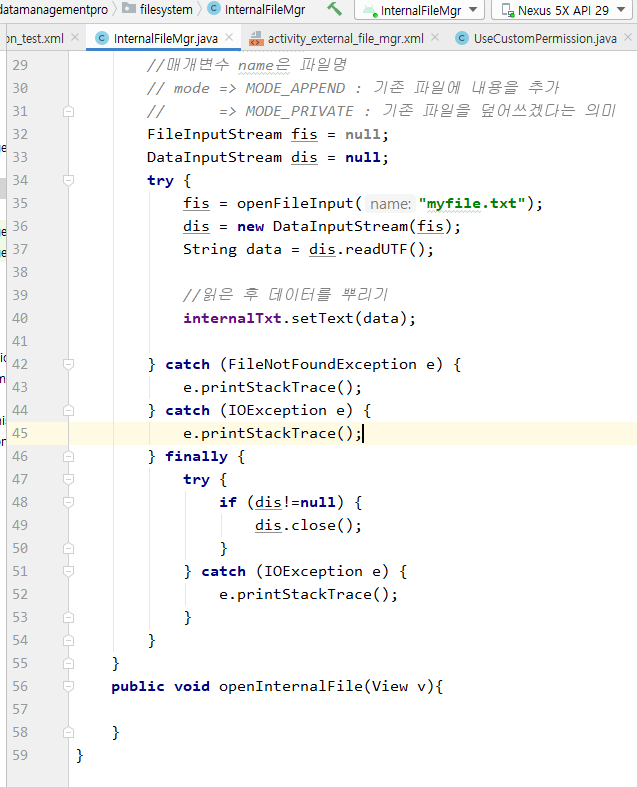 datamanagementpro filesystem InternalFileMgr InternalFileMgr Nexus 5X API 29
on_test.xml InternalFileMgr.java activity_external_file_mgr.xml UseCustomPermission.java
29 //매개변수 name은 파일명
30 // mode => MODE_APPEND : 기존 파일에 내용을 추가
31 //      => MODE_PRIVATE : 기존 파일을 덮어쓰겠다는 의미
32 FileInputStream fis = null;
33 DataInputStream dis = null;
34 try {
35 fis = openFileInput( name: "myfile.txt");
36 dis = new DataInputStream(fis);
37 String data = dis.readUTF();
38
39 //읽은 후 데이터를 뿌리기
40 internalTxt.setText(data);
41
42 } catch (FileNotFoundException e) {
43 e.printStackTrace();
44 } catch (IOException e) {
45 e.printStackTrace();
46 } finally {
47 try {
48 if (dis!=null) {
49 dis.close();
50 }
51 } catch (IOException e) {
52 e.printStackTrace();
53 }
54 }
55 }
56 public void openInternalFile(View v){
57
58 }
59 }